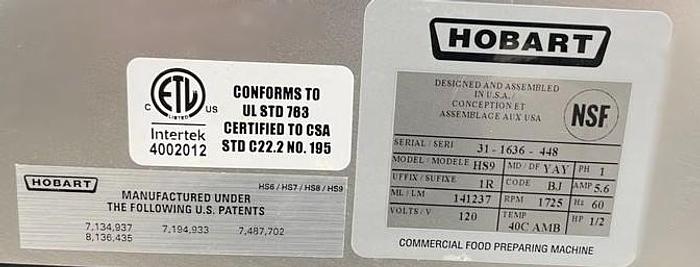 C ETL US
LISTED
Intertek
4002012
CONFORMS TO
UL STD 763
CERTIFIED TO CSA
STD C22.2 NO. 195
HOBART
HS6 / HS7 / HS8 / HS9
MANUFACTURED UNDER
THE FOLLOWING U.S. PATENTS
7,134,937 7,194,933 7,487,702
8,136,435
HOBART
DESIGNED AND ASSEMBLED
IN U.S.A./
CONCEPTION ET
ASSEMBLAGE AUX USA
NSF
SERIAL / SERI 31-1636-448
MODEL / MODELE HS9 MD / DF YAY PH 1
UFFIX / SUFIXE 1R CODE BJ AMP 5.6
ML / LM 141237 RPM 1725 Hz 60
VOLTS / V 120 TEMP 40C AMB HP 1/2
COMMERCIAL FOOD PREPARING MACHINE